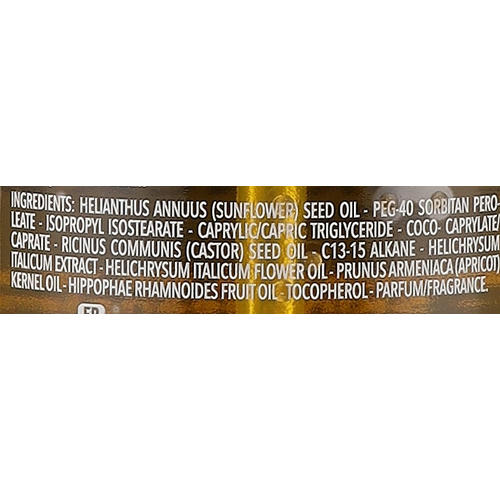 INGREDIENTS: HELIANTHUS ANNUUS (SUNFLOWER) SEED OIL - PEG-40 SORBITAN PERO-
LEATE - ISOPROPYL ISOSTEARATE - CAPRYLIC/CAPRIC TRIGLYCERIDE - COCO- CAPRYLATE/
CAPRATE - RICINUS COMMUNIS (CASTOR) SEED OIL - C13-15 ALKANE - HELICHRYSUM
ITALICUM EXTRACT - HELICHRYSUM ITALICUM FLOWER OIL - PRUNUS ARMENIACA (APRICOT)
KERNEL OIL - HIPPOPHAE RHAMNOIDES FRUIT OIL - TOCOPHEROL - PARFUM/FRAGRANCE.